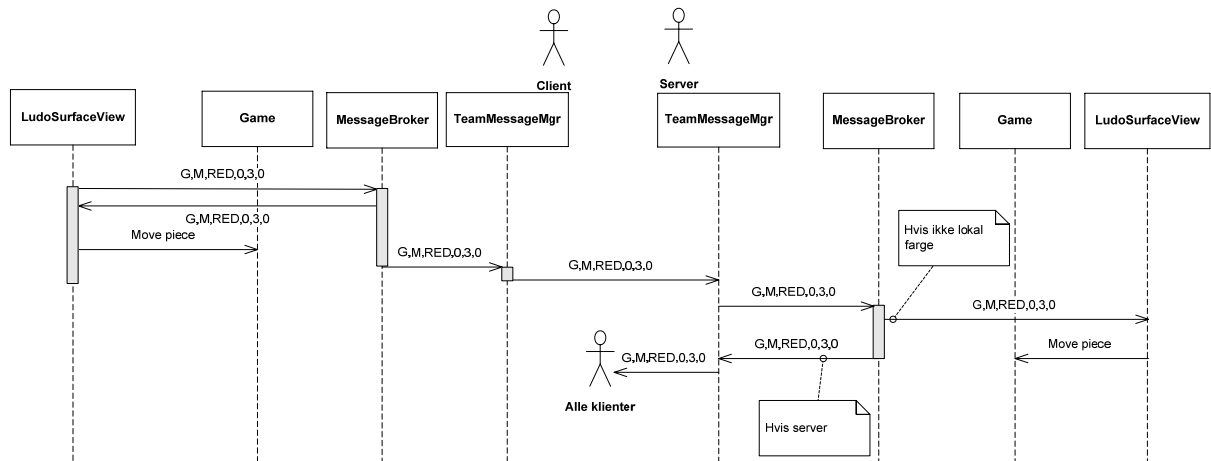 Client
Server
LudoSurfaceView
Game
MessageBroker
TeamMessageMgr
TeamMessageMgr
MessageBroker
Game
LudoSurfaceView
G,M,RED,0,3,0
G,M,RED,0,3,0
Move piece
G,M,RED,0,3,0
G,M,RED,0,3,0
G,M,RED,0,3,0
Hvis ikke lokal
farge
G,M,RED,0,3,0
G,M,RED,0,3,0
Move piece
G,M,RED,0,3,0
Alle klienter
Hvis server